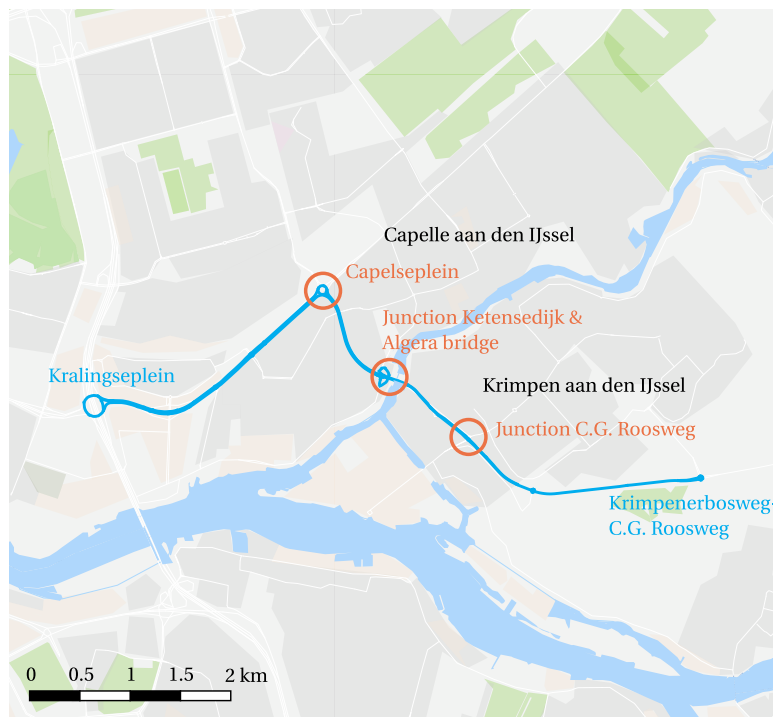 Capelle aan den IJssel
Capelseplein
Junction Ketensedijk &
Algera bridge
Kralingseplein
Krimpen aan den IJssel
Junction C.G. Roosweg
Krimpenerbosweg-
C.G. Roosweg
0 0.5 1 1.5 2 km